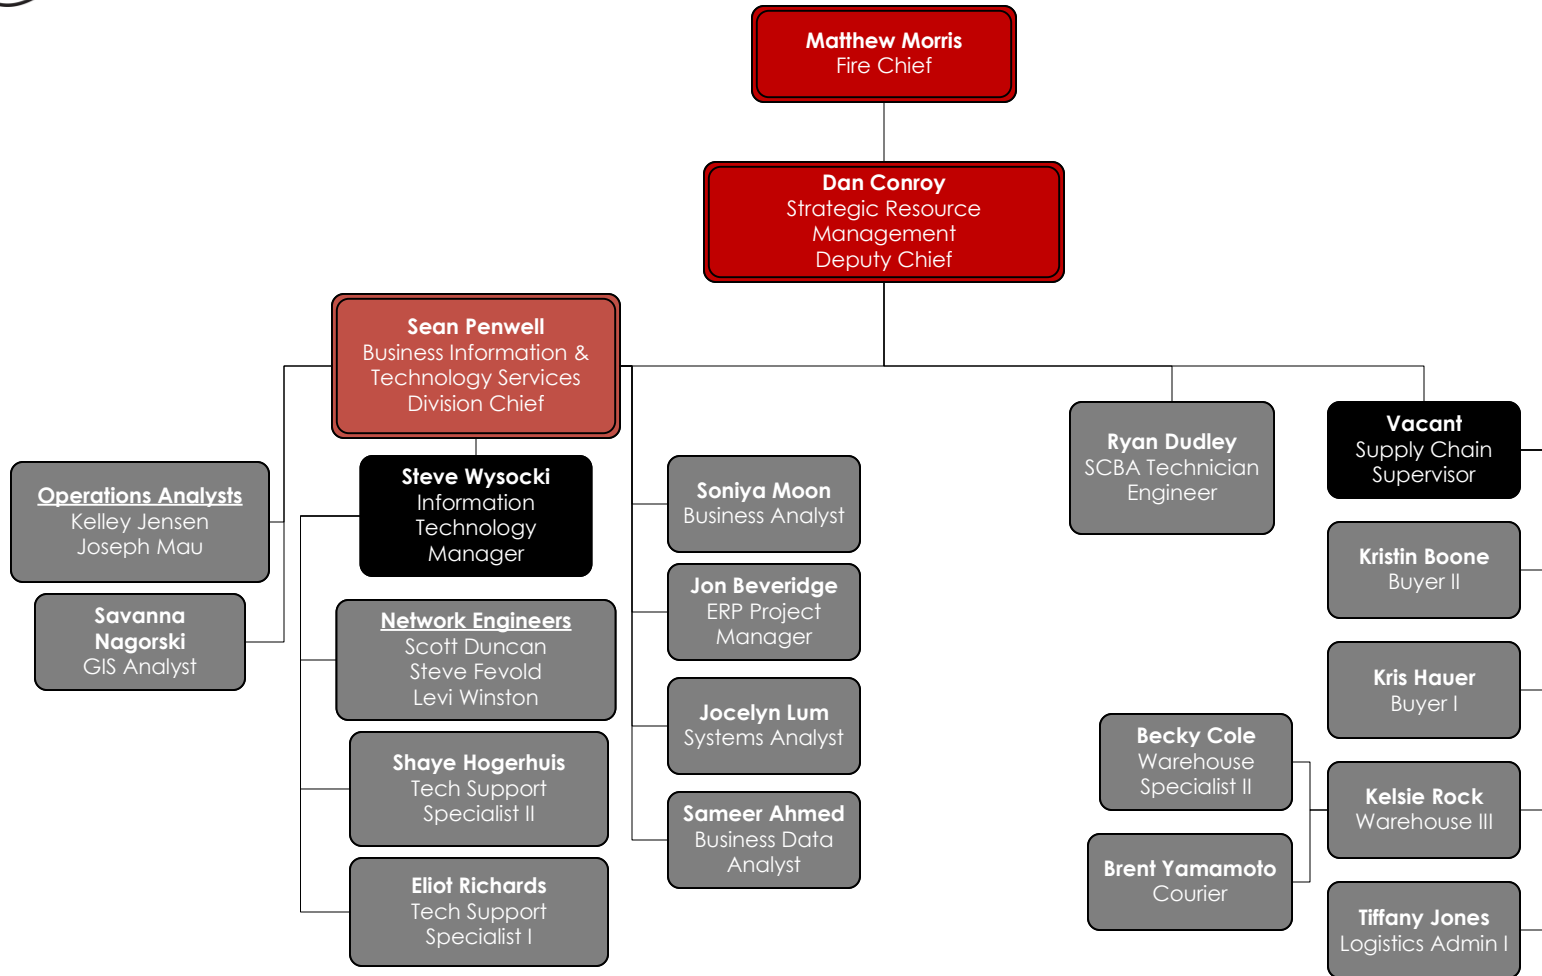 Matthew Morris
Fire Chief
Dan Conroy
Strategic Resource
Management
Deputy Chief
Sean Penwell
Business Information &
Technology Services
Division Chief
Operations Analysts
Kelley Jensen
Joseph Mau
Savanna
Nagorski
GIS Analyst
Steve Wysocki
Information
Technology
Manager
Network Engineers
Scott Duncan
Steve Fevold
Levi Winston
Shaye Hogerhuis
Tech Support
Specialist II
Eliot Richards
Tech Support
Specialist I
Soniya Moon
Business Analyst
Jon Beveridge
ERP Project
Manager
Jocelyn Lum
Systems Analyst
Sameer Ahmed
Business Data
Analyst
Ryan Dudley
SCBA Technician
Engineer
Vacant
Supply Chain
Supervisor
Kristin Boone
Buyer II
Kris Hauer
Buyer I
Becky Cole
Warehouse
Specialist II
Brent Yamamoto
Courier
Kelsie Rock
Warehouse III
Tiffany Jones
Logistics Admin I